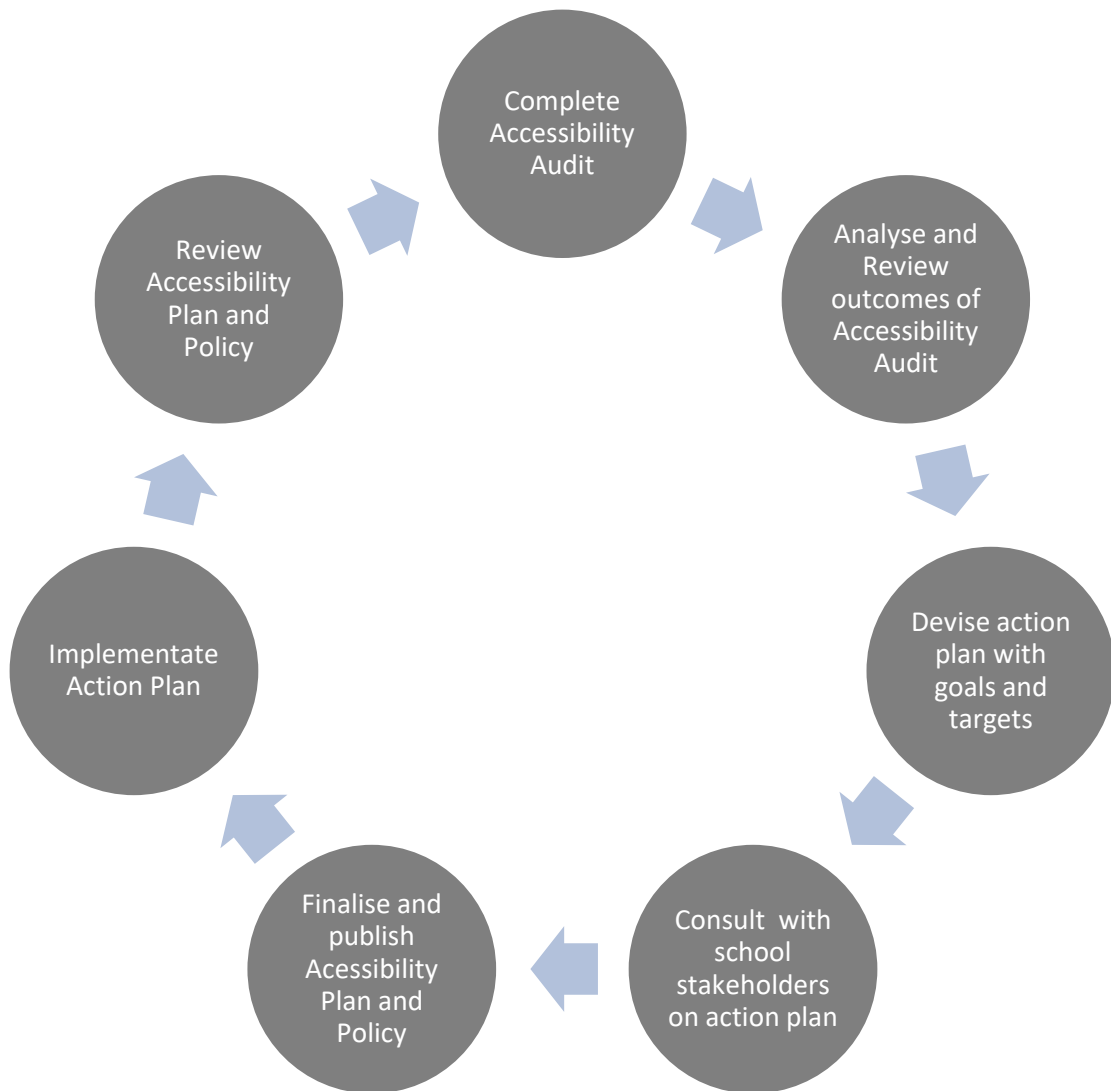 Complete
Accessibility
Audit
Analyse and
Review
outcomes of
Accessibility
Audit
Devise action
plan with
goals and
targets
Consult  with
school
stakeholders
on action plan
Finalise and
publish
Acessibility
Plan and
Policy
Implementate
Action Plan
Review
Accessibility
Plan and
Policy